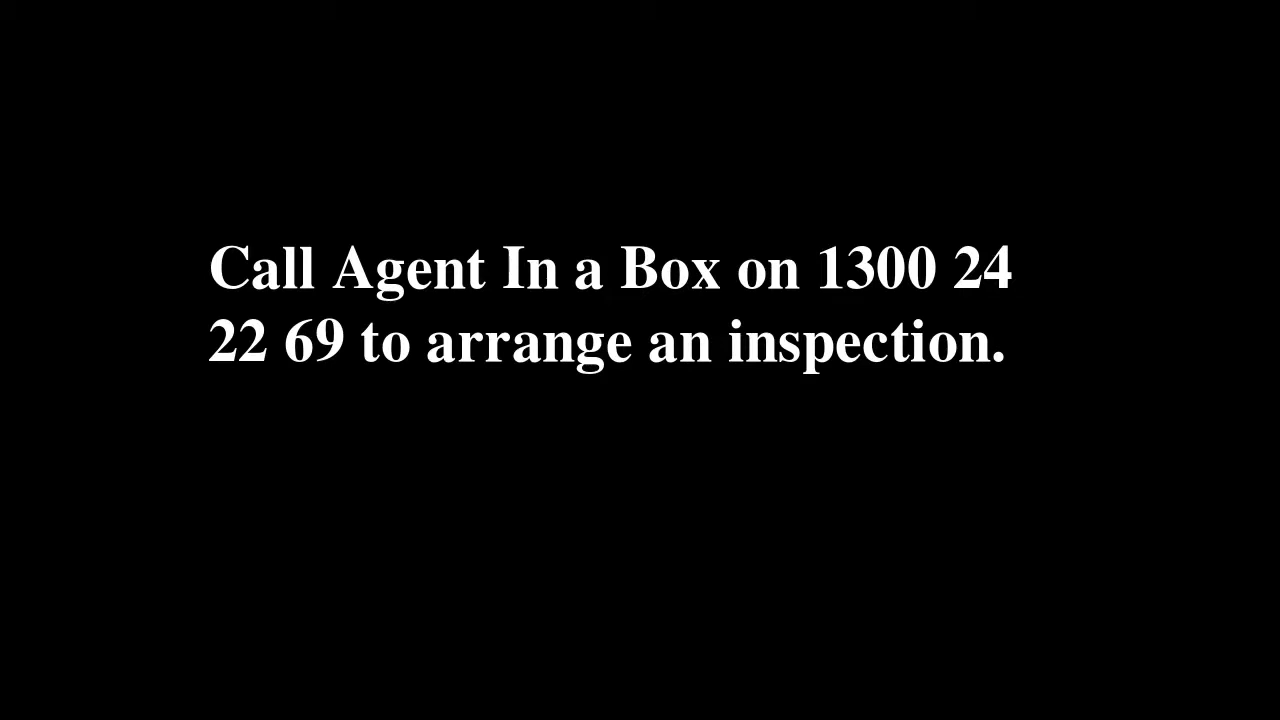 Call Agent In a Box on 1300 24
22 69 to arrange an inspection.